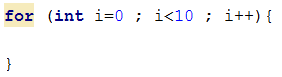 for (int i=0 ; i<10 ; i++){
}